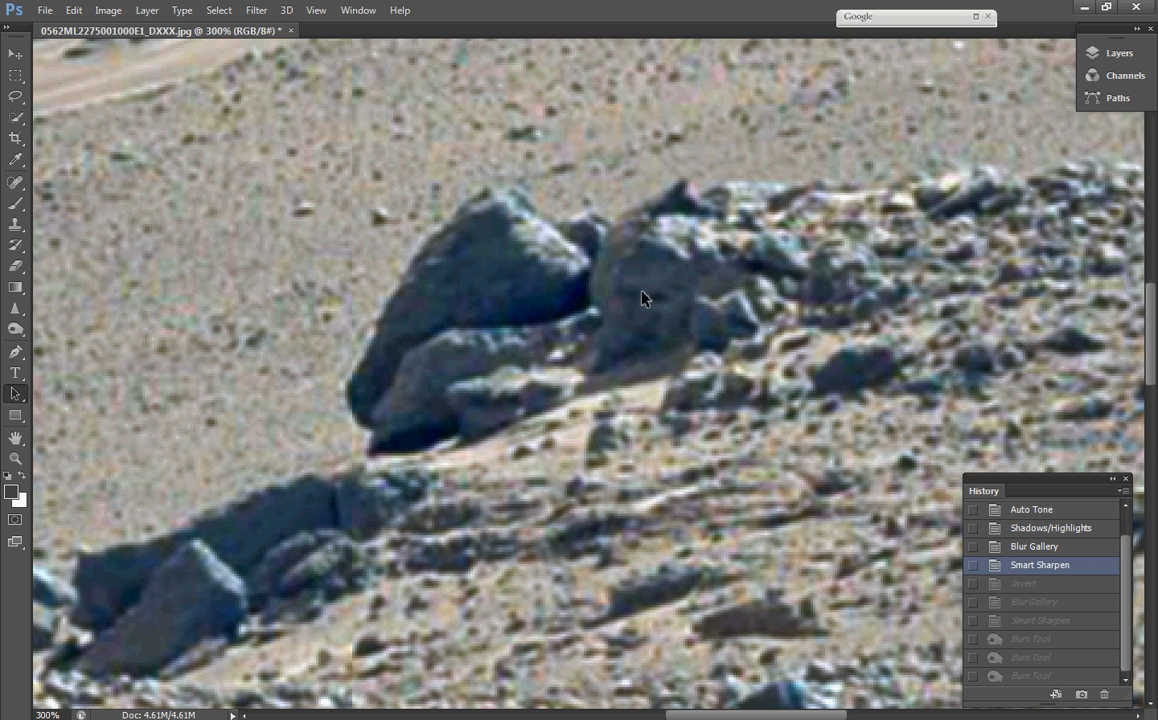 Ps File Edit Image Layer Type Select Filter 3D View Window Help
Google
0562ML2275001000E1_DXXX.jpg @ 300% (RGB/8#) * ×
Layers
Channels
Paths
History
Auto Tone
Shadows/Highlights
Blur Gallery
Smart Sharpen
Invert
BlurGallery
Smart Sharpen
Burn Tool
Burn Tool
Burn Tool
300% Doc: 4.61M/4.61M